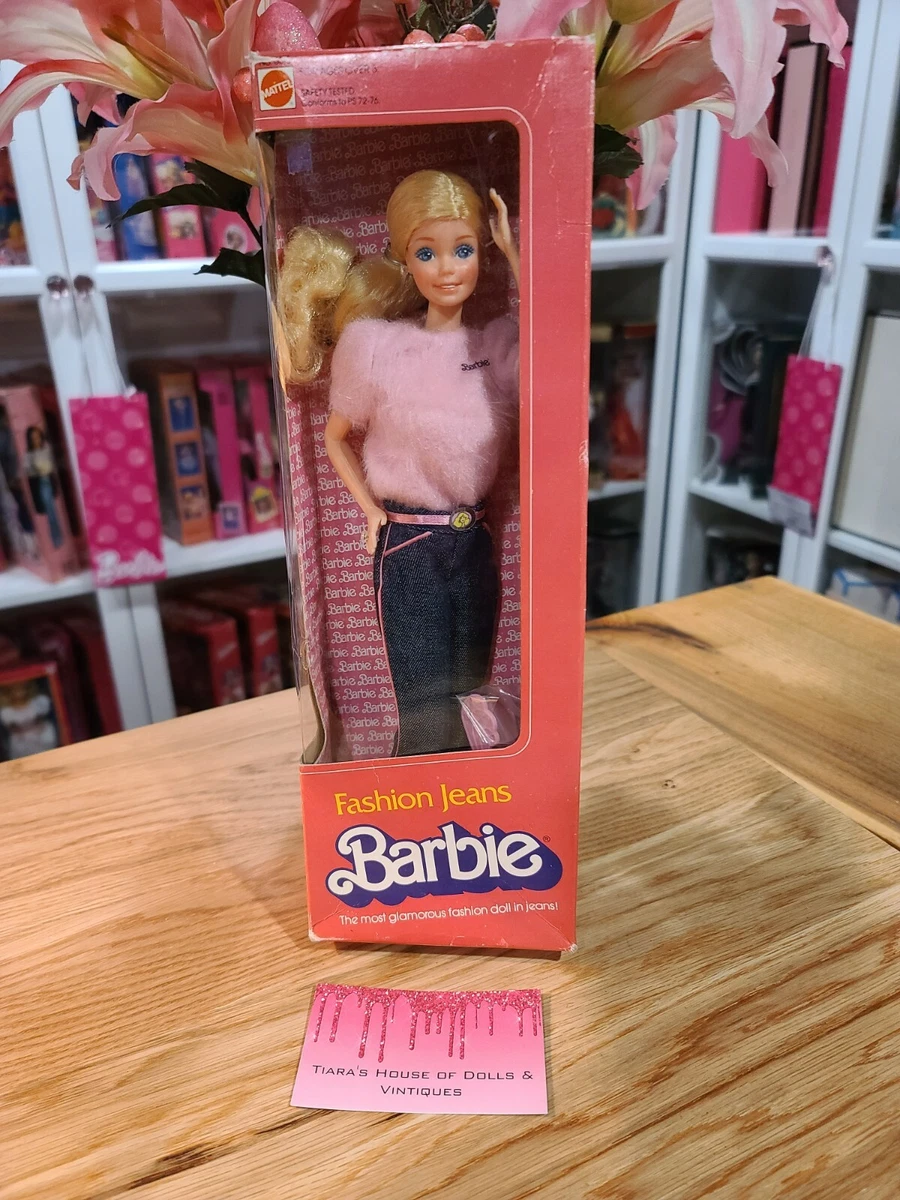 MATTEL
SAFETY TESTED
Conforms to PS 72-76
Barbie
Fashion Jeans
Barbie®
The most glamorous fashion doll in jeans!
Barbie
TIARA'S HOUSE OF DOLLS &
VINTIQUES